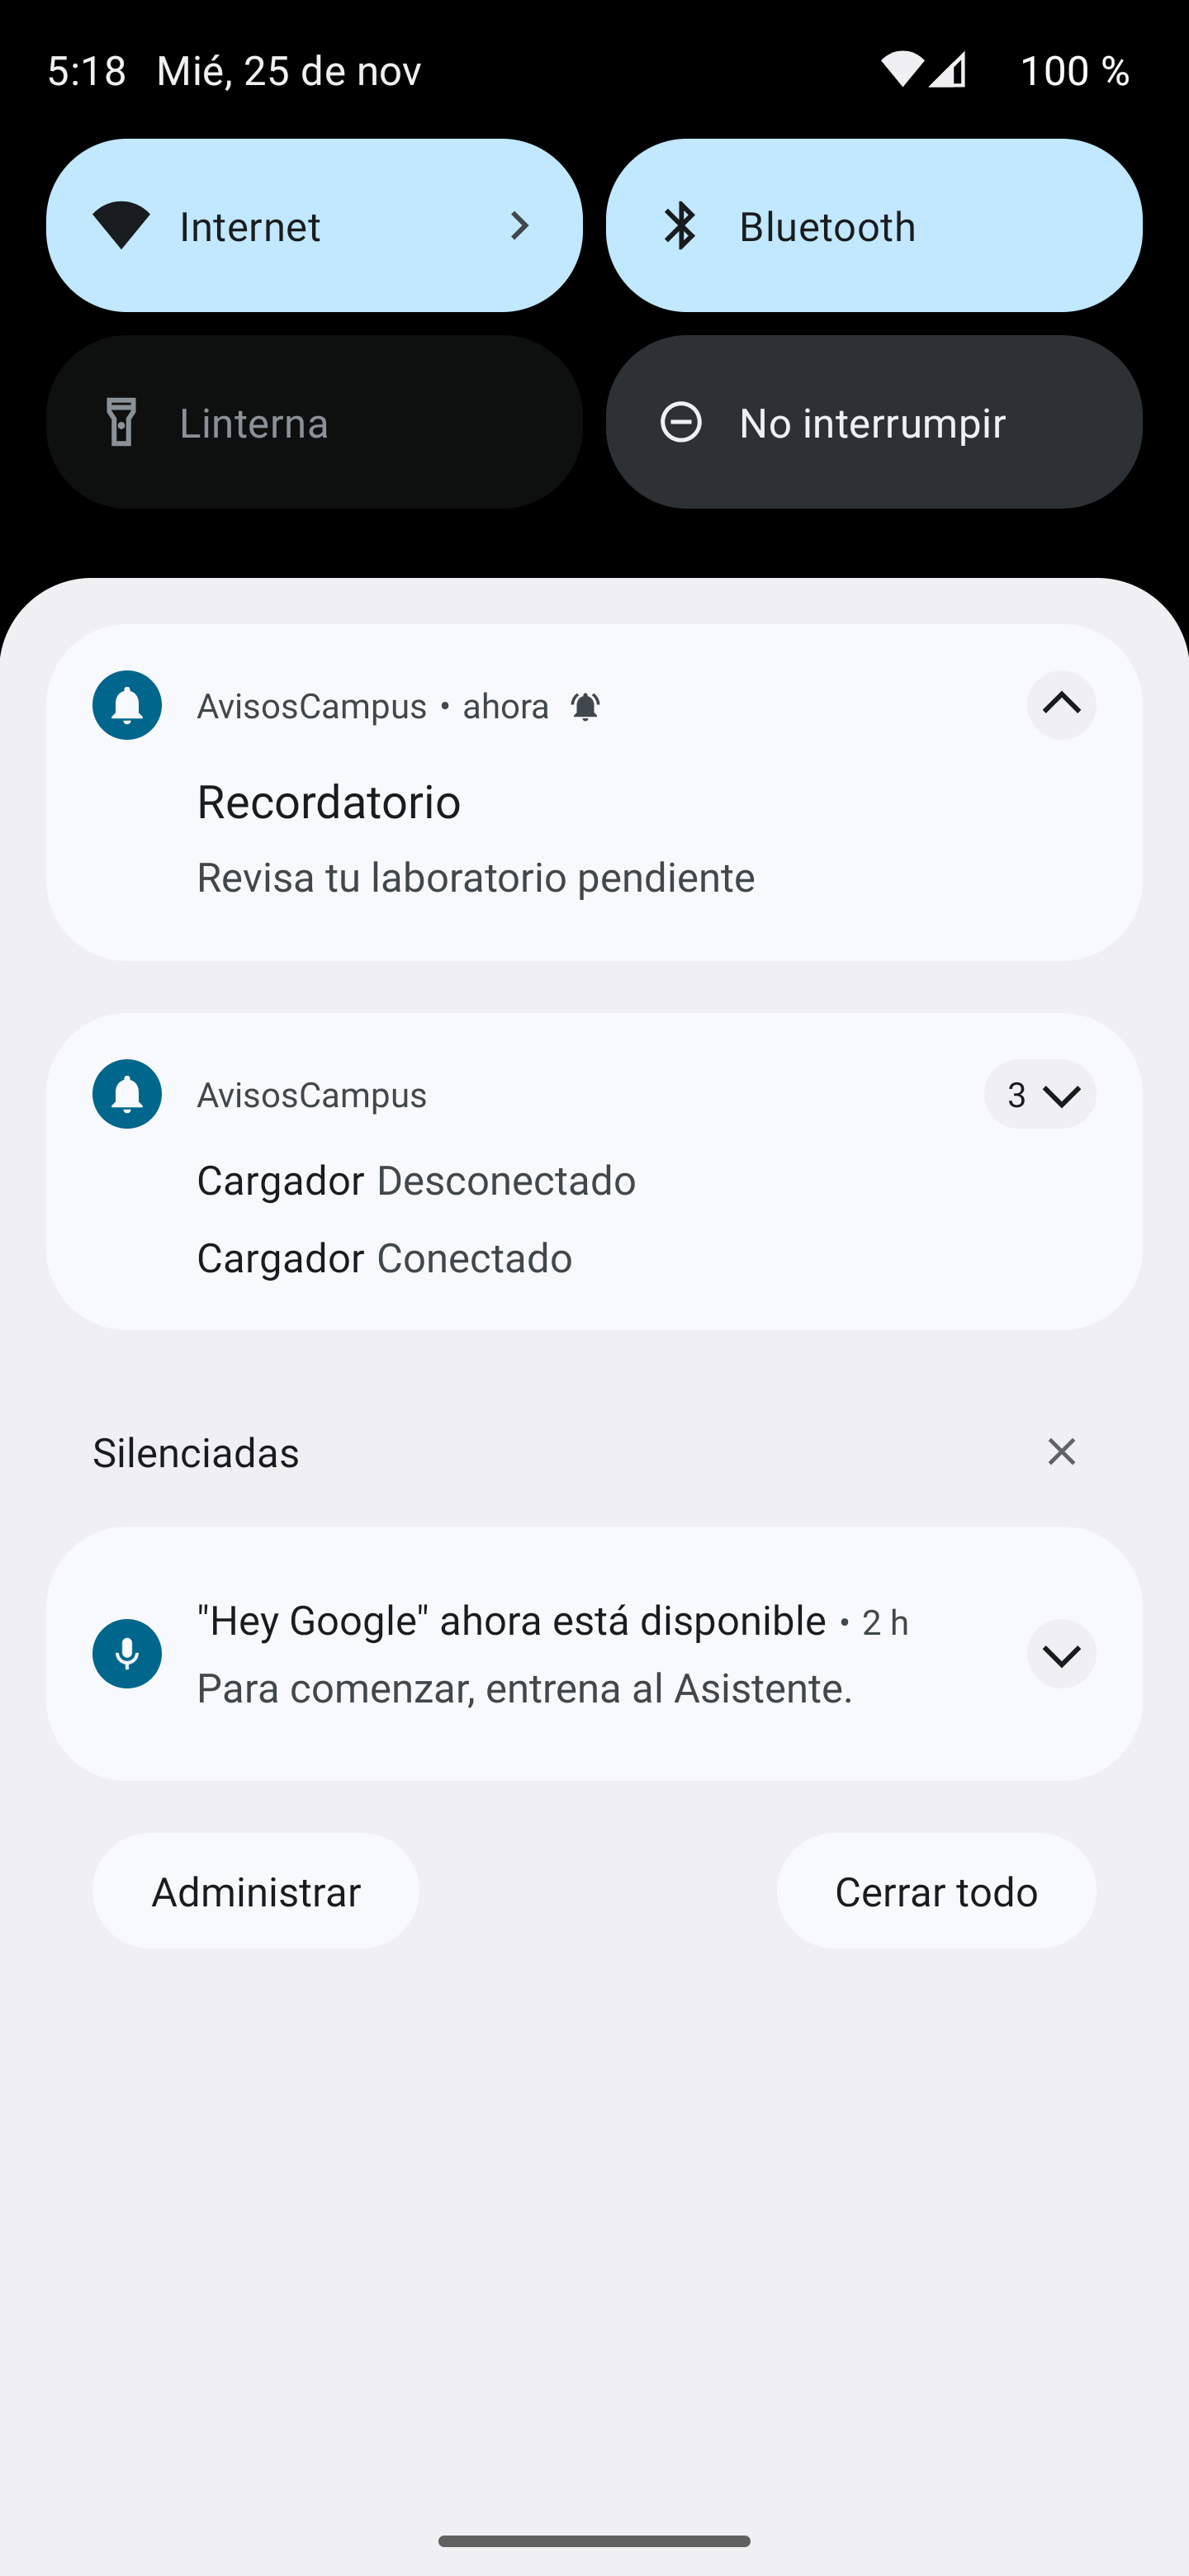 5:18 Mié, 25 de nov 100 %
Internet
Bluetooth
Linterna
No interrumpir
AvisosCampus • ahora
Recordatorio
Revisa tu laboratorio pendiente
AvisosCampus
3
Cargador Desconectado
Cargador Conectado
Silenciadas
"Hey Google" ahora está disponible • 2 h
Para comenzar, entrena al Asistente.
Administrar
Cerrar todo